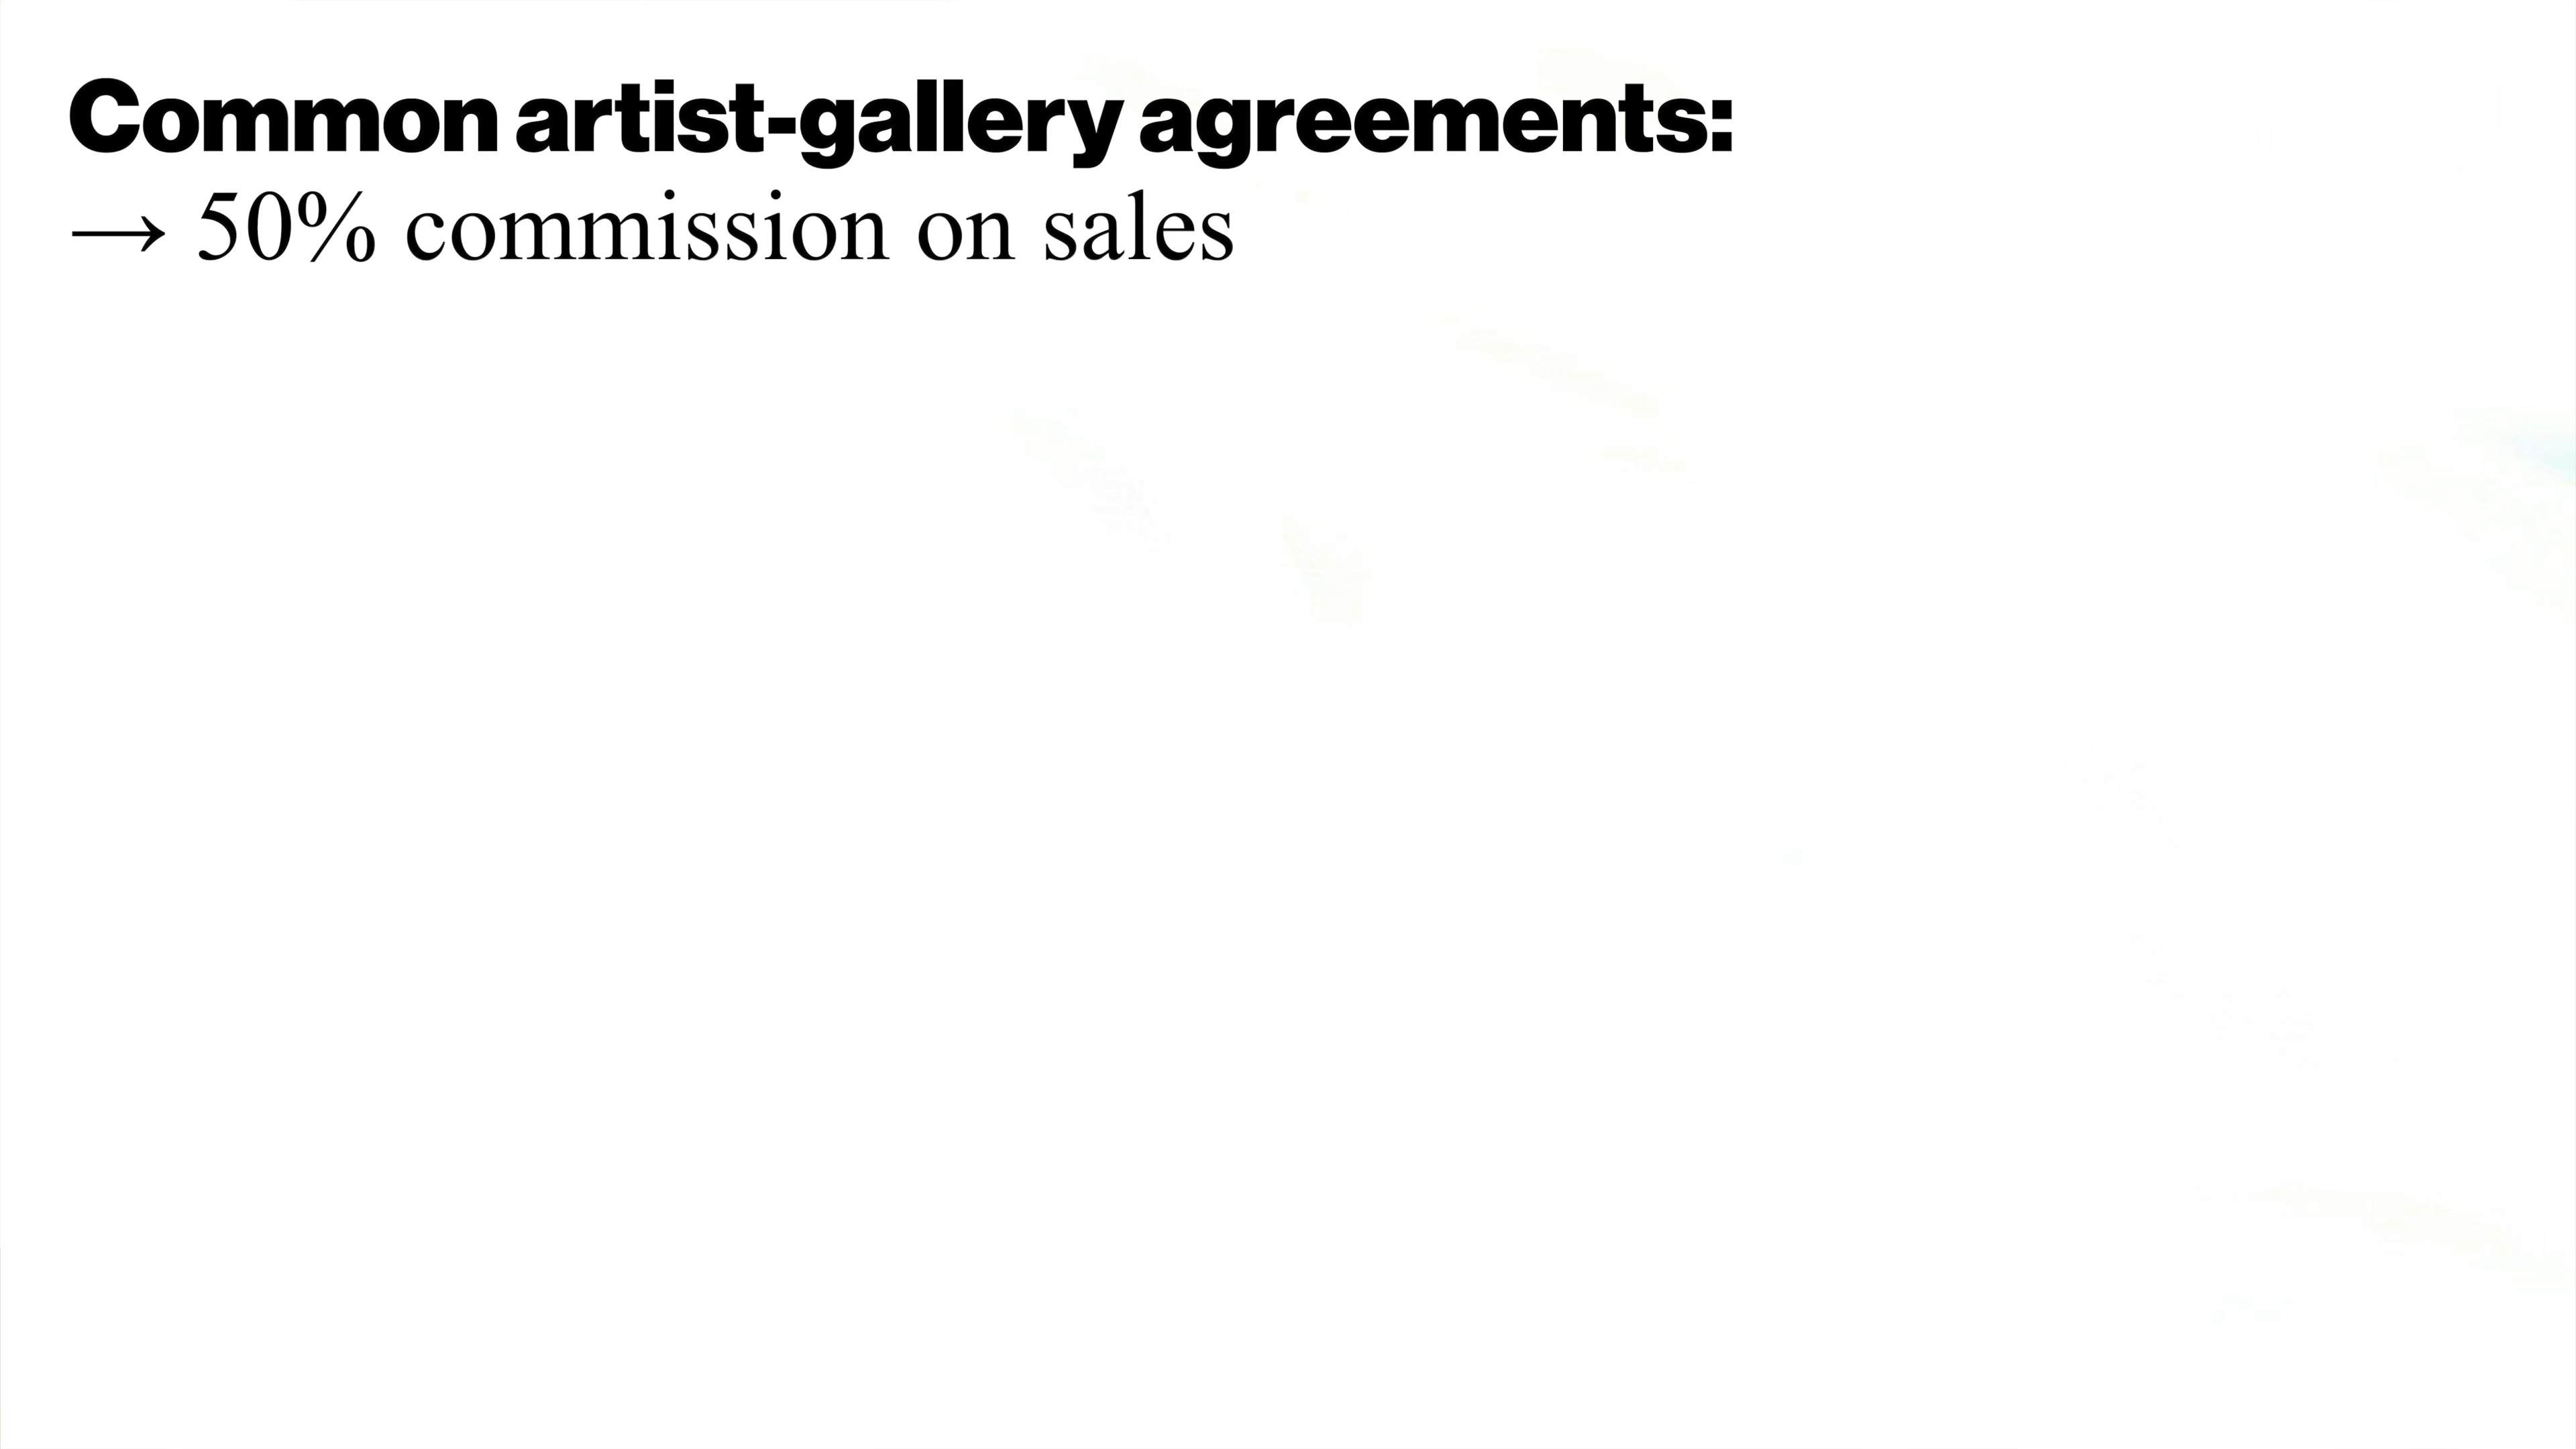 Common artist-gallery agreements:
→ 50% commission on sales